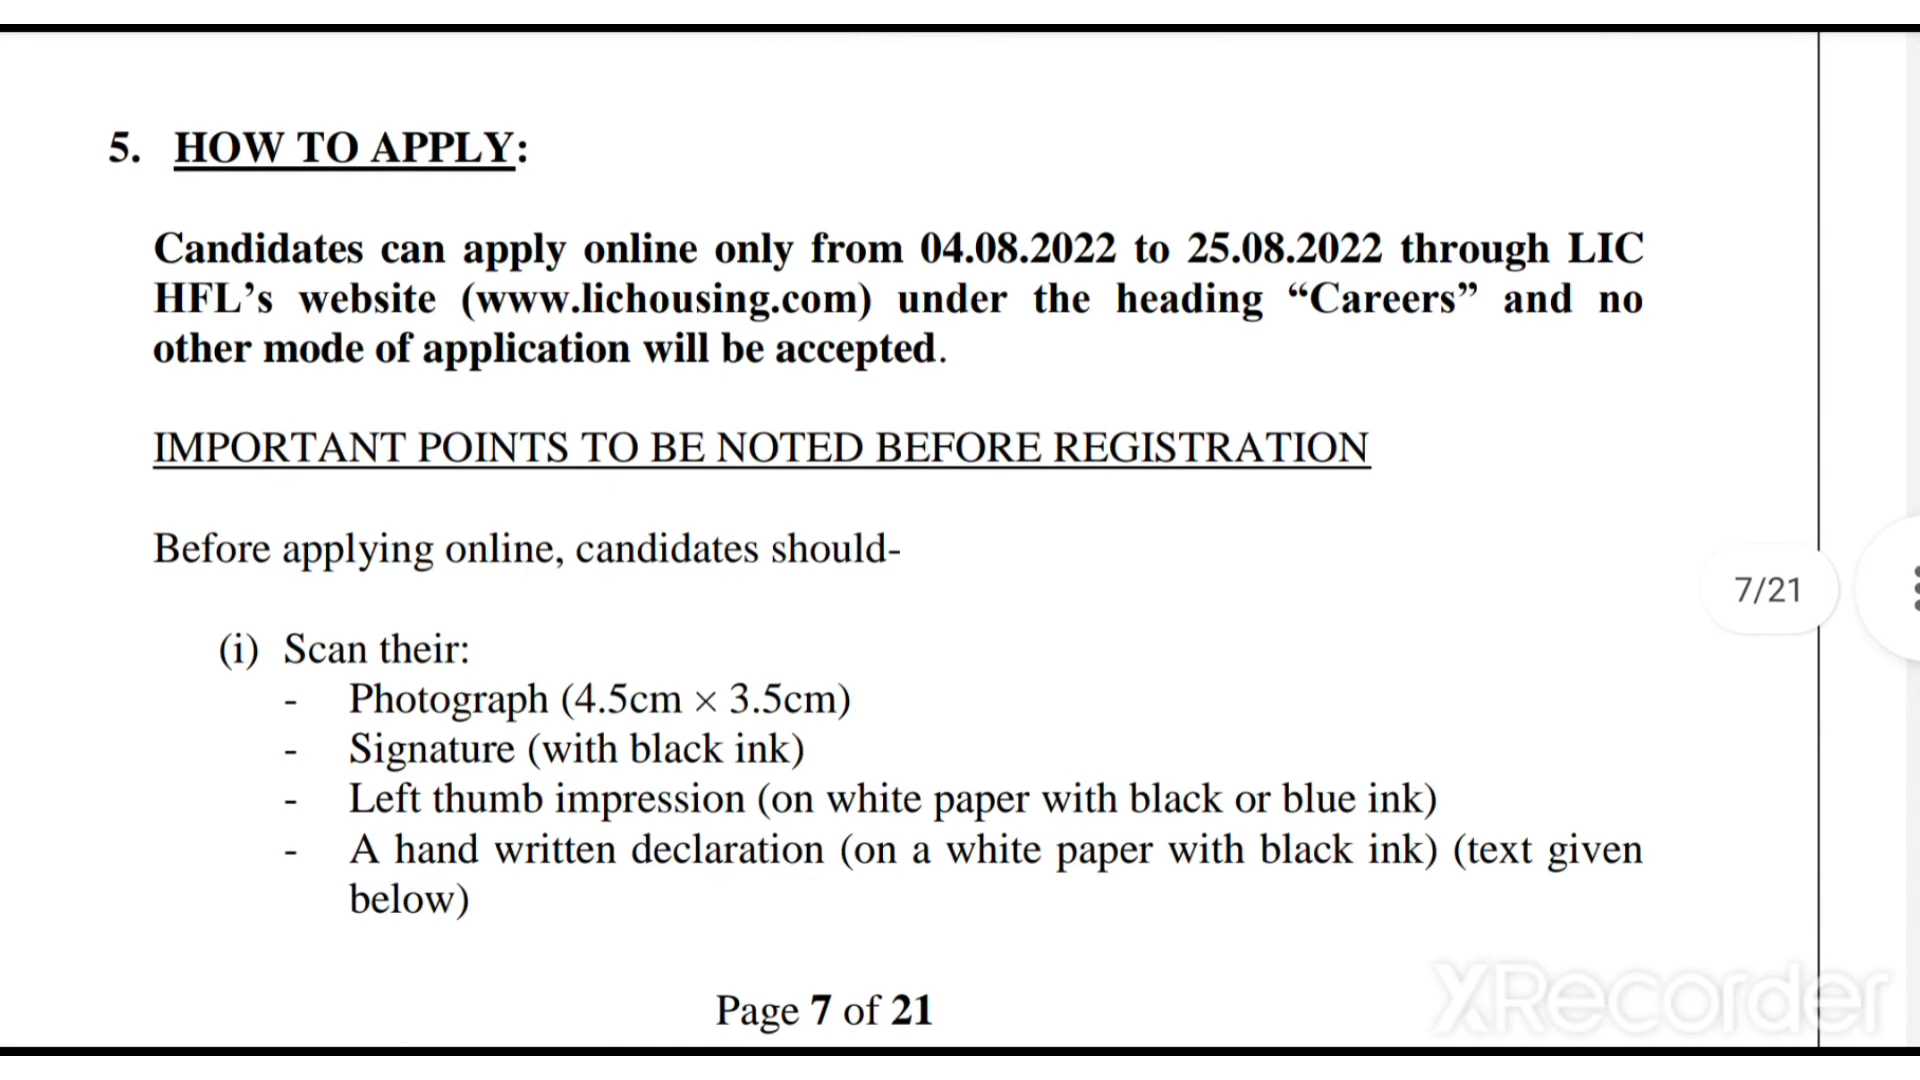 5. HOW TO APPLY:
Candidates can apply online only from 04.08.2022 to 25.08.2022 through LIC
HFL’s website (www.lichousing.com) under the heading “Careers” and no
other mode of application will be accepted.
IMPORTANT POINTS TO BE NOTED BEFORE REGISTRATION
Before applying online, candidates should-
7/21
(i) Scan their:
- Photograph (4.5cm × 3.5cm)
- Signature (with black ink)
- Left thumb impression (on white paper with black or blue ink)
- A hand written declaration (on a white paper with black ink) (text given
below)
XRecorder
Page 7 of 21